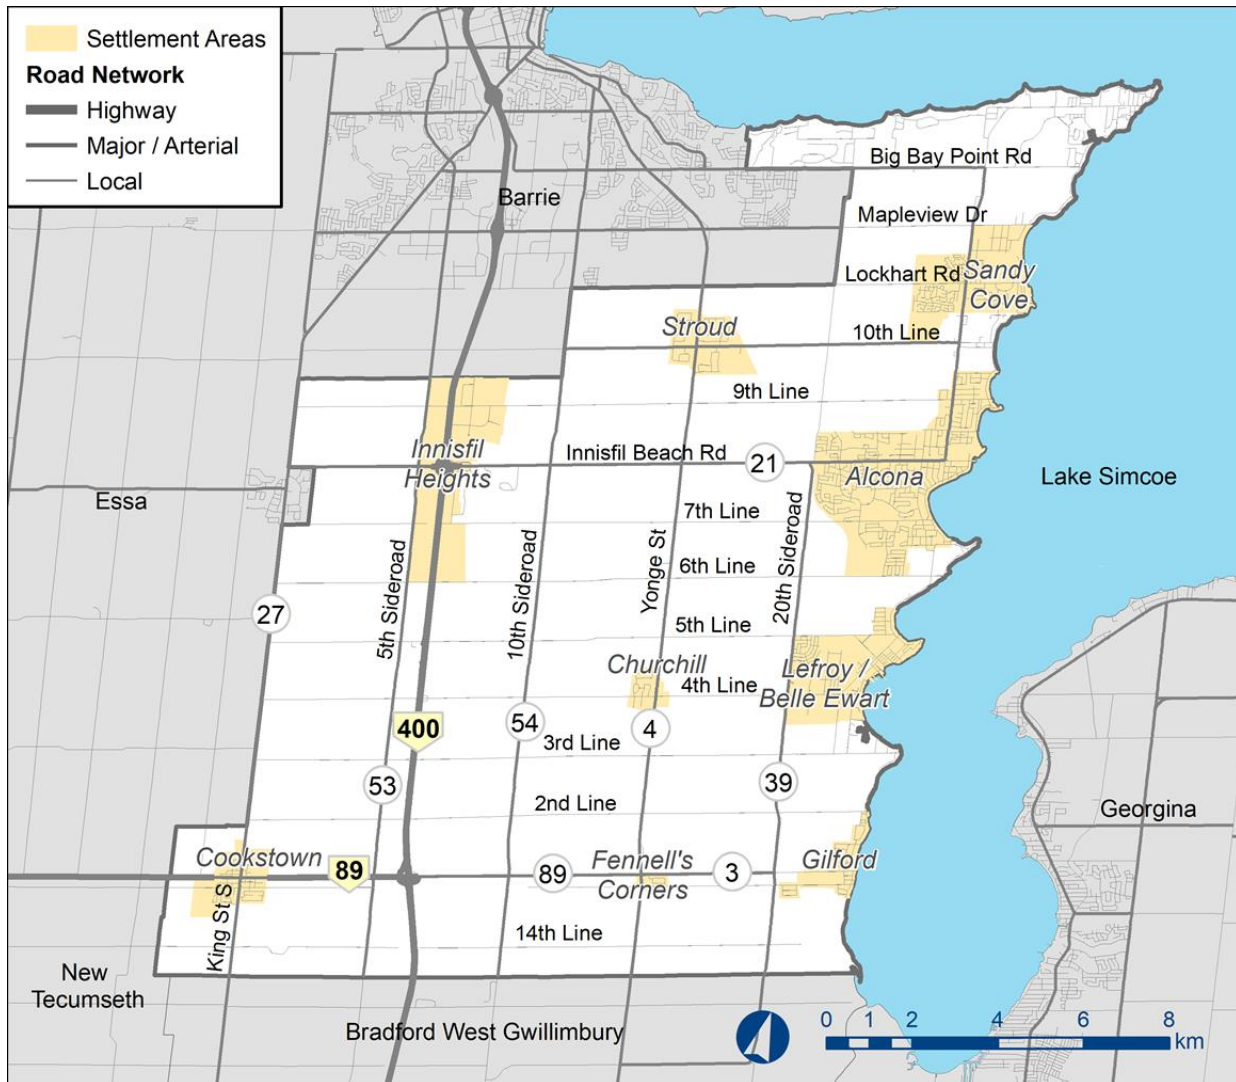 Settlement Areas
Road Network
Highway
Major / Arterial
Local
Barrie
Big Bay Point Rd
Mapleview Dr
Lockhart Rd
Sandy
Cove
Stroud
10th Line
9th Line
Innisfil
Heights
Innisfil Beach Rd
21
Alcona
Lake Simcoe
Essa
7th Line
6th Line
5th Sideroad
10th Sideroad
Yonge St
20th Sideroad
27
5th Line
Churchill
4th Line
Lefroy /
Belle Ewart
400
54
4
3rd Line
53
39
2nd Line
Georgina
Cookstown
89
89
Fennell's
Corners
3
Gilford
King St S
14th Line
New
Tecumseth
Bradford West Gwillimbury
0 1 2 4 6 8
km